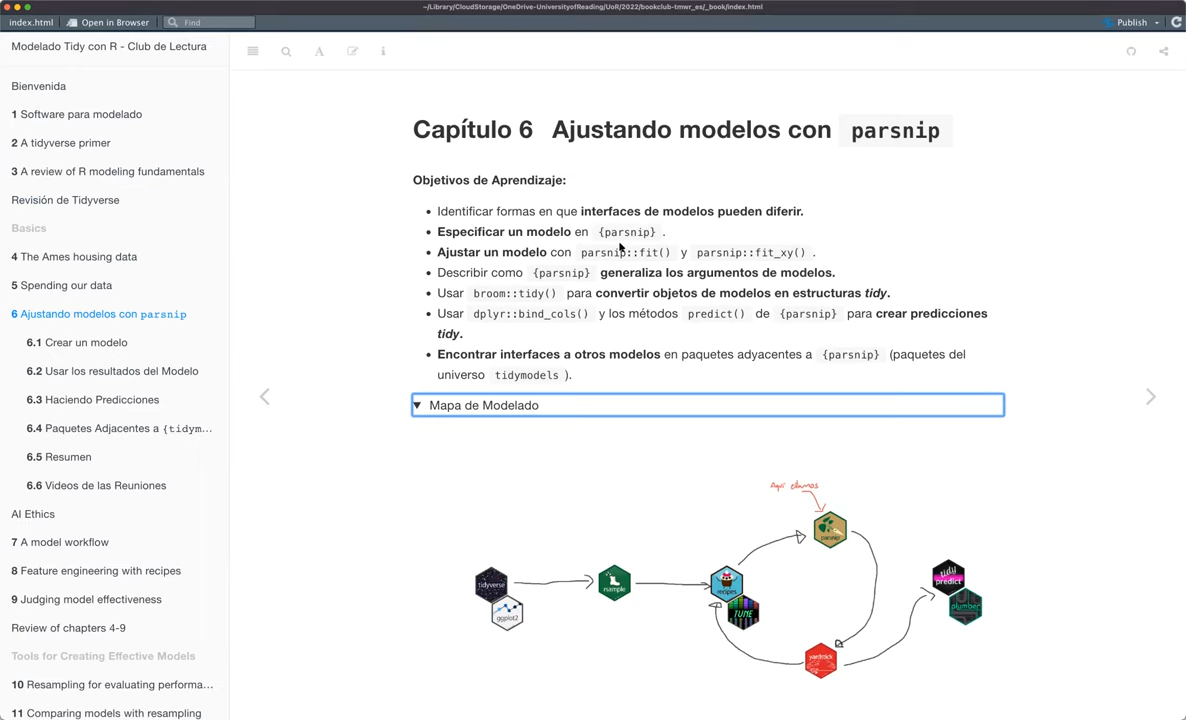 ~/Library/CloudStorage/OneDrive-UniversityofReading/UoR/2022/bookclub-tmwr_es/_book/index.html
index.html
Open in Browser
Find
Publish
Modelado Tidy con R - Club de Lectura
Bienvenida
1 Software para modelado
2 A tidyverse primer
3 A review of R modeling fundamentals
Revisión de Tidyverse
Basics
4 The Ames housing data
5 Spending our data
6 Ajustando modelos con parsnip
6.1 Crear un modelo
6.2 Usar los resultados del Modelo
6.3 Haciendo Predicciones
6.4 Paquetes Adyacentes a {tidym...
6.5 Resumen
6.6 Videos de las Reuniones
AI Ethics
7 A model workflow
8 Feature engineering with recipes
9 Judging model effectiveness
Review of chapters 4-9
Tools for Creating Effective Models
10 Resampling for evaluating performa...
11 Comparing models with resampling
Capítulo 6 Ajustando modelos con parsnip
Objetivos de Aprendizaje:
• Identificar formas en que interfaces de modelos pueden diferir.
• Especificar un modelo en {parsnip} .
• Ajustar un modelo con parsnip::fit() y parsnip::fit_xy() .
• Describir como {parsnip} generaliza los argumentos de modelos.
• Usar broom::tidy() para convertir objetos de modelos en estructuras tidy.
• Usar dplyr::bind_cols() y los métodos predict() de {parsnip} para crear predicciones
tidy.
• Encontrar interfaces a otros modelos en paquetes adyacentes a {parsnip} (paquetes del
universo tidymodels ).
▼ Mapa de Modelado
Aquí estamos
parsnip
tidyverse
ggplot2
rsample
recipes
TUNE
yardstick
tidy
predict
plumber